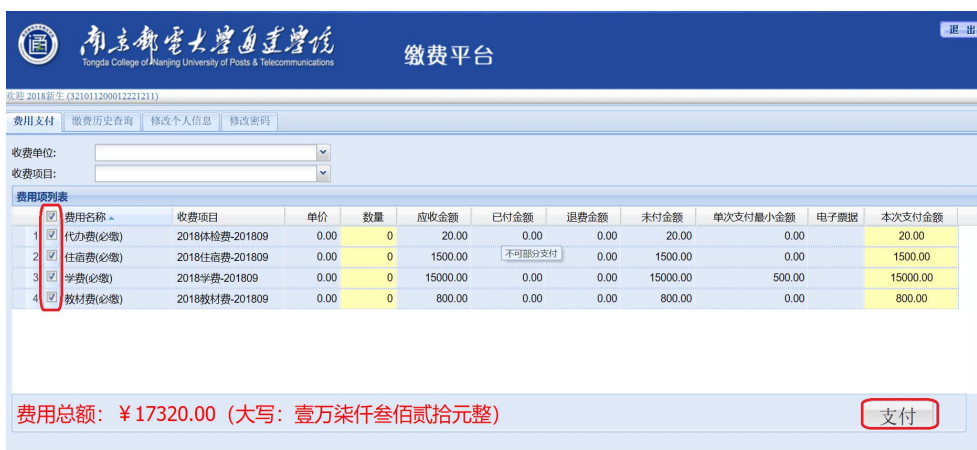 通
南京邮电大学通达学院
Tongda College of Nanjing University of Posts & Telecommunications
缴费平台
退 出
欢迎 2018新生 (321011200012221211)
费用支付 缴费历史查询 修改个人信息 修改密码
收费单位:
收费项目:
费用项列表
费用名称 收费项目 单价 数量 应收金额 已付金额 退费金额 未付金额 单次支付最小金额 电子票据 本次支付金额
1 代办费(必缴) 2018体检费-201809 0.00 0 20.00 0.00 0.00 20.00 0.00 20.00
2 住宿费(必缴) 2018住宿费-201809 0.00 0 1500.00 不可部分支付 0.00 1500.00 0.00 1500.00
3 学费(必缴) 2018学费-201809 0.00 0 15000.00 0.00 0.00 15000.00 500.00 15000.00
4 教材费(必缴) 2018教材费-201809 0.00 0 800.00 0.00 0.00 800.00 0.00 800.00
费用总额: ￥17320.00 (大写: 壹万柒仟叁佰贰拾元整)
支付